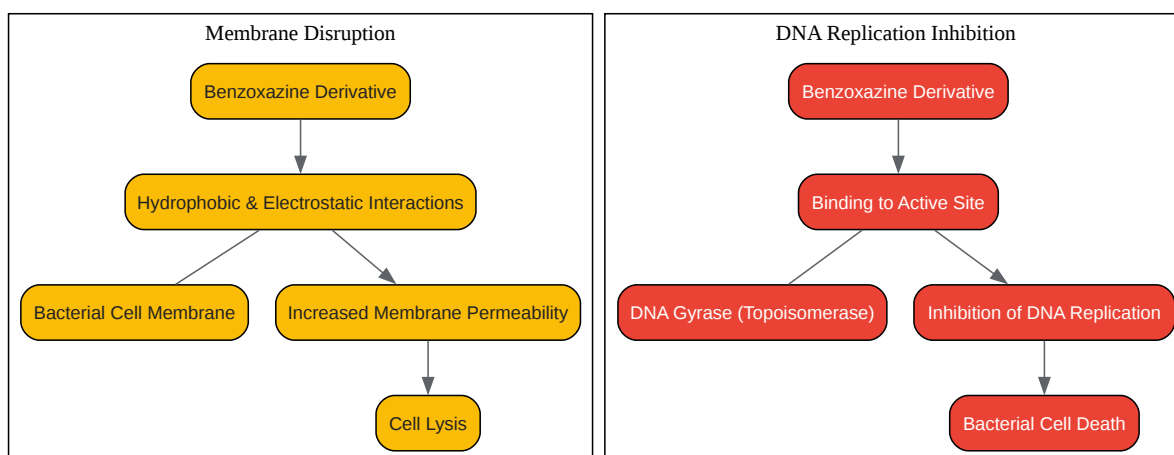 Membrane Disruption
Benzoxazine Derivative
Hydrophobic & Electrostatic Interactions
Bacterial Cell Membrane
Increased Membrane Permeability
Cell Lysis
DNA Replication Inhibition
Benzoxazine Derivative
Binding to Active Site
DNA Gyrase (Topoisomerase)
Inhibition of DNA Replication
Bacterial Cell Death